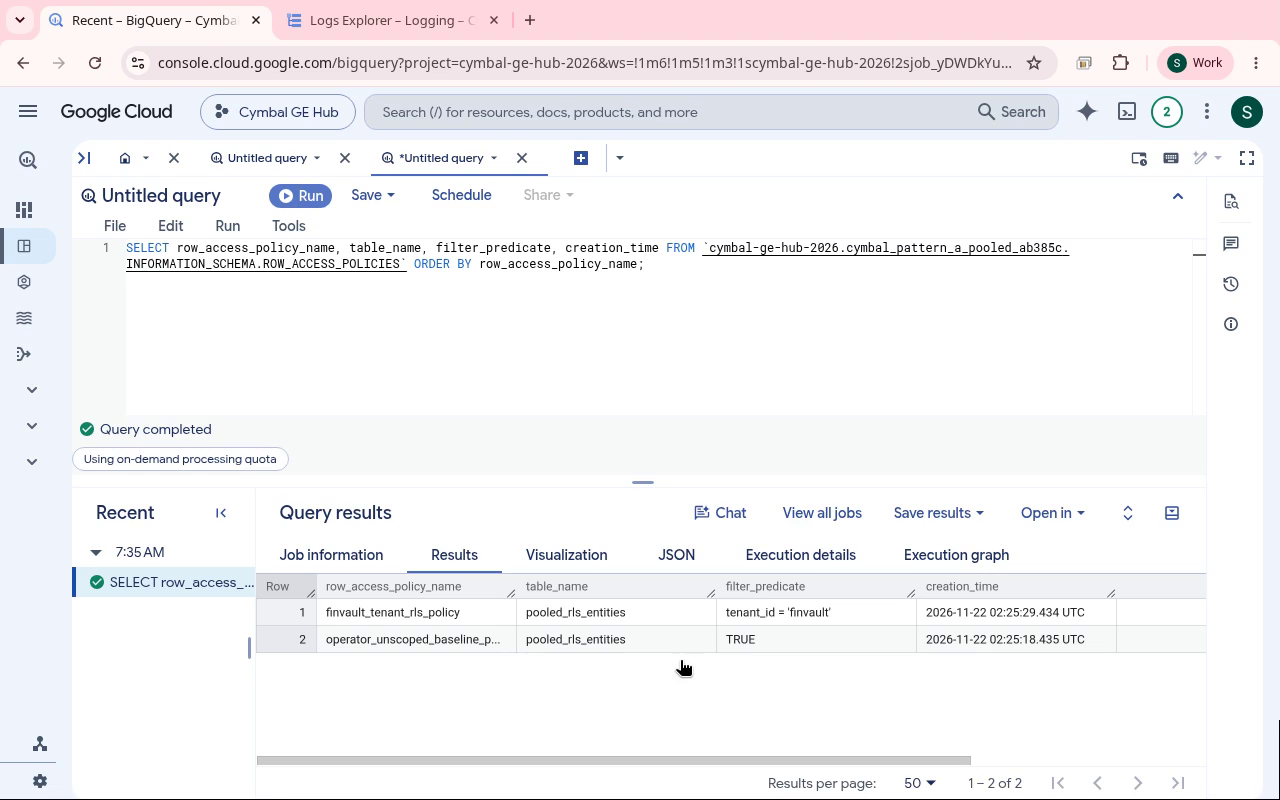 Recent – BigQuery – Cymba
Logs Explorer – Logging – C
console.cloud.google.com/bigquery?project=cymbal-ge-hub-2026&ws=!1m6!1m5!1m3!1scymbal-ge-hub-2026!2sjob_yDWDkYu...
S
Work
Google Cloud
Cymbal GE Hub
Search (/) for resources, docs, products, and more
Search
2
S
Untitled query
*Untitled query
Untitled query
Run
Save
Schedule
Share
File
Edit
Run
Tools
1
SELECT row_access_policy_name, table_name, filter_predicate, creation_time FROM `cymbal-ge-hub-2026.cymbal_pattern_a_pooled_ab385c.
INFORMATION_SCHEMA.ROW_ACCESS_POLICIES` ORDER BY row_access_policy_name;
Query completed
Using on-demand processing quota
Recent
7:35 AM
SELECT row_access_...
Query results
Chat
View all jobs
Save results
Open in
Job information
Results
Visualization
JSON
Execution details
Execution graph
Row
row_access_policy_name
table_name
filter_predicate
creation_time
1
finvault_tenant_rls_policy
pooled_rls_entities
tenant_id = 'finvault'
2026-11-22 02:25:29.434 UTC
2
operator_unscoped_baseline_p...
pooled_rls_entities
TRUE
2026-11-22 02:25:18.435 UTC
Results per page:
50
1 – 2 of 2